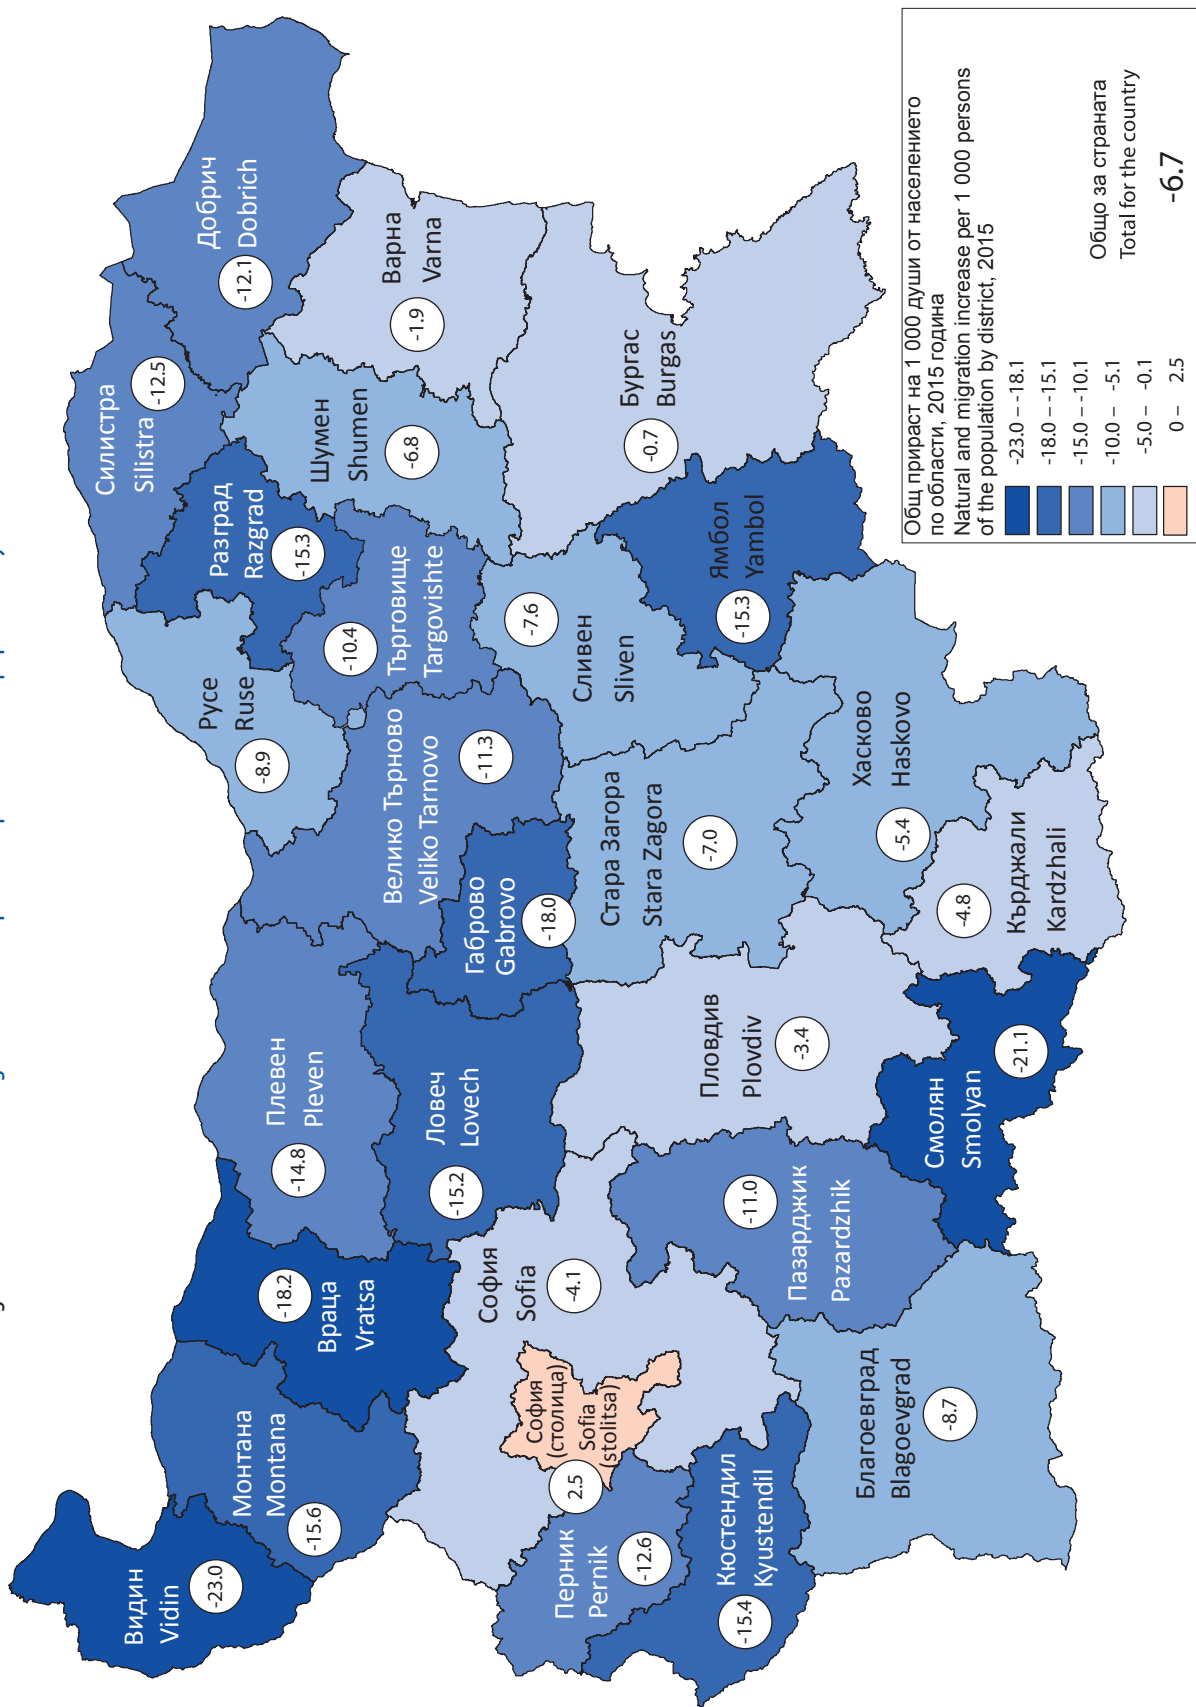 Видин
Vidin
-23.0
Монтана
Montana
-15.6
Враца
Vratsa
-18.2
Плевен
Pleven
-14.8
Ловеч
Lovech
-15.2
Габрово
Gabrovo
-18.0
Велико Търново
Veliko Tarnovo
-11.3
Русе
Ruse
-8.9
Разград
Razgrad
-15.3
Силистра
Silistra
-12.5
Добрич
Dobrich
-12.1
Търговище
Targovishte
-10.4
Шумен
Shumen
-6.8
Варна
Varna
-1.9
Бургас
Burgas
-0.7
Сливен
Sliven
-7.6
Ямбол
Yambol
-15.3
Стара Загора
Stara Zagora
-7.0
Хасково
Haskovo
-5.4
Кърджали
Kardzhali
-4.8
Пловдив
Plovdiv
-3.4
Смолян
Smolyan
-21.1
Пазарджик
Pazardzhik
-11.0
София
Sofia
-4.1
София
(столица)
Sofia
(stolitsa)
2.5
Перник
Pernik
-12.6
Кюстендил
Kyustendil
-15.4
Благоевград
Blagoevgrad
-8.7
Общ прираст на 1 000 души от населението
по области, 2015 година
Natural and migration increase per 1 000 persons
of the population by district, 2015
-23.0 – -18.1
-18.0 – -15.1
-15.0 – -10.1
-10.0 – -5.1
-5.0 – -0.1
0 – 2.5
Общо за страната
Total for the country
-6.7